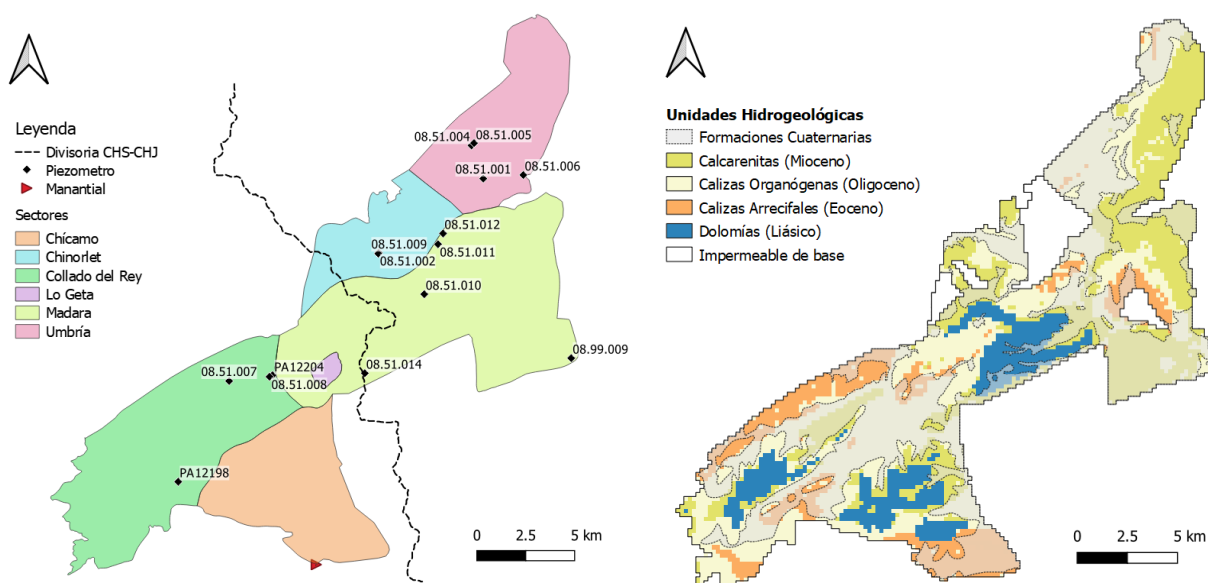 Leyenda
Divisoria CHS-CHJ
Piezometro
Manantial
Sectores
Chícamo
Chinorlet
Collado del Rey
Lo Geta
Madara
Umbría
08.51.004
08.51.005
08.51.001
08.51.006
08.51.012
08.51.009
08.51.002
08.51.011
08.51.010
08.99.009
08.51.014
PA12204
08.51.007
08.51.008
PA12198
0 2.5 5 km
Unidades Hidrogeológicas
Formaciones Cuaternarias
Calcarenitas (Mioceno)
Calizas Organógenas (Oligoceno)
Calizas Arrecifales (Eoceno)
Dolomías (Liásico)
Impermeable de base
0 2.5 5 km